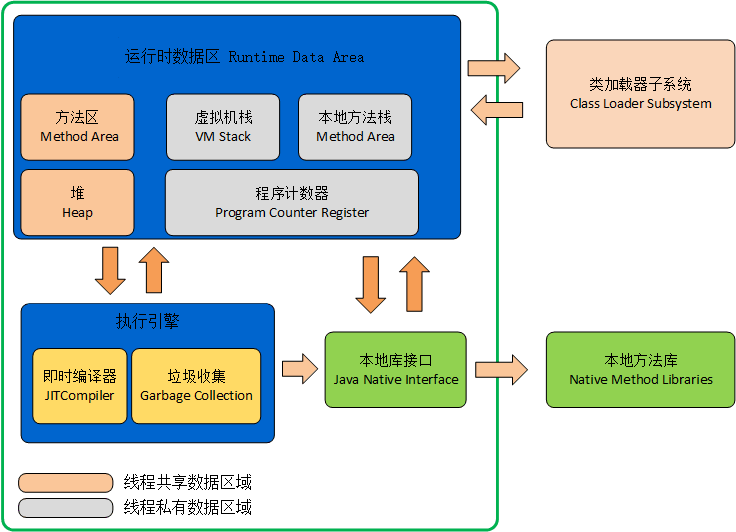 运行时数据区 Runtime Data Area
方法区
Method Area
虚拟机栈
VM Stack
本地方法栈
Method Area
堆
Heap
程序计数器
Program Counter Register
类加载器子系统
Class Loader Subsystem
执行引擎
即时编译器
JITCompiler
垃圾收集
Garbage Collection
本地库接口
Java Native Interface
本地方法库
Native Method Libraries
线程共享数据区域
线程私有数据区域